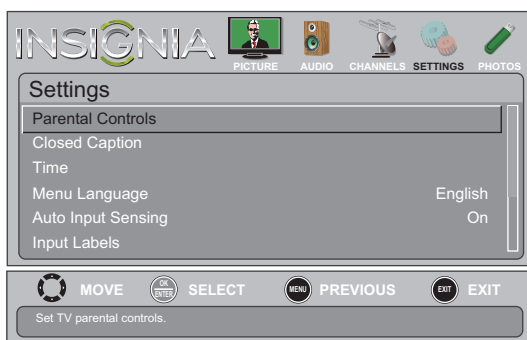 INSIGNIA
PICTURE AUDIO CHANNELS SETTINGS PHOTOS
Settings
Parental Controls
Closed Caption
Time
Menu Language English
Auto Input Sensing On
Input Labels
MOVE OK ENTER SELECT MENU PREVIOUS EXIT EXIT
Set TV parental controls.